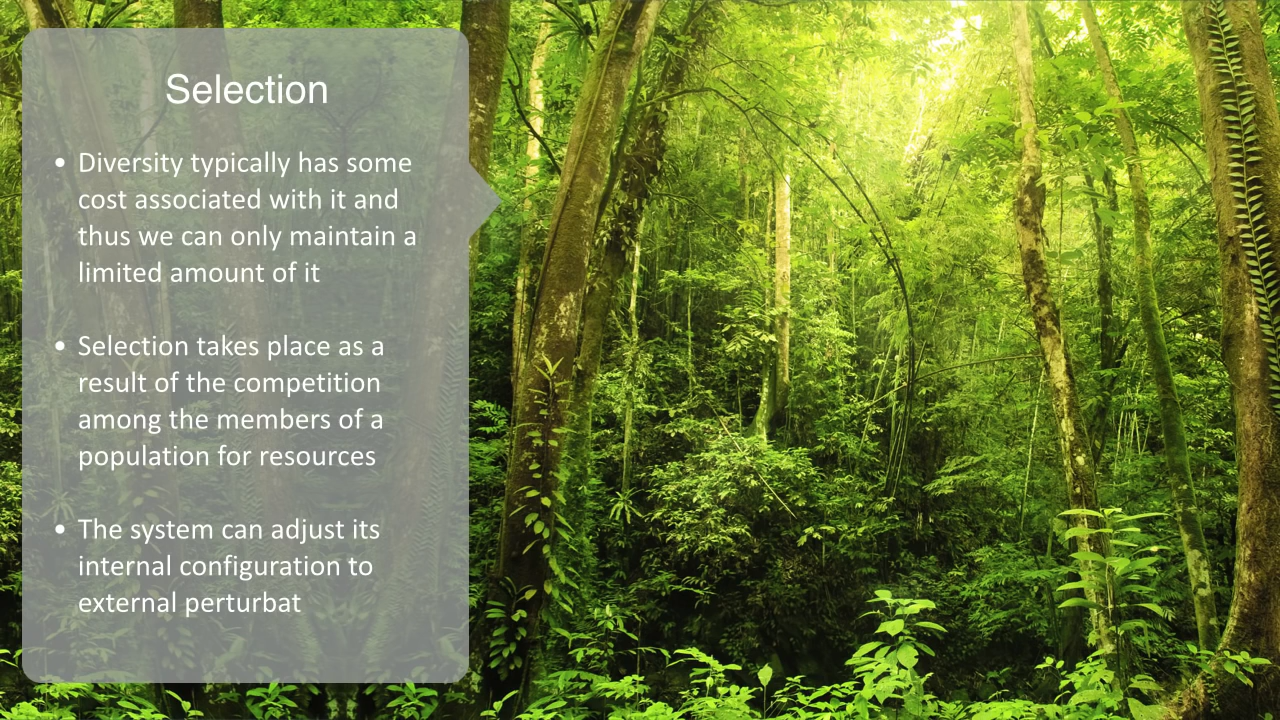 Selection
• Diversity typically has some
cost associated with it and
thus we can only maintain a
limited amount of it
• Selection takes place as a
result of the competition
among the members of a
population for resources
• The system can adjust its
internal configuration to
external perturbat